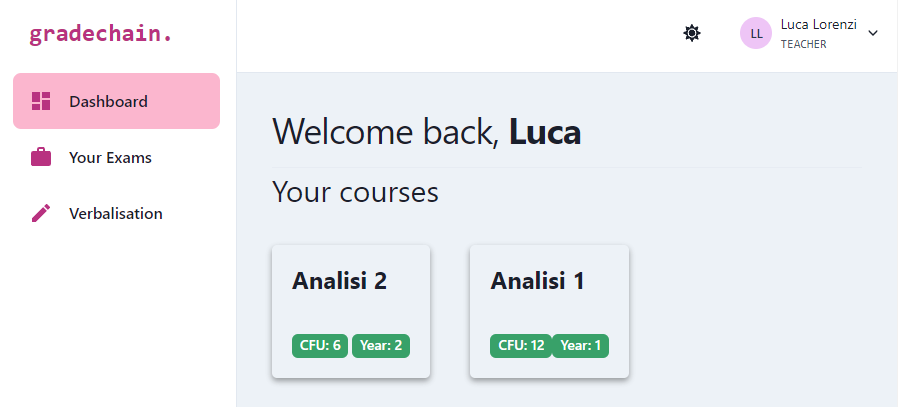 gradechain.
LL
Luca Lorenzi
TEACHER
Dashboard
Your Exams
Verbalisation
Welcome back, Luca
Your courses
Analisi 2
CFU: 6 Year: 2
Analisi 1
CFU: 12 Year: 1